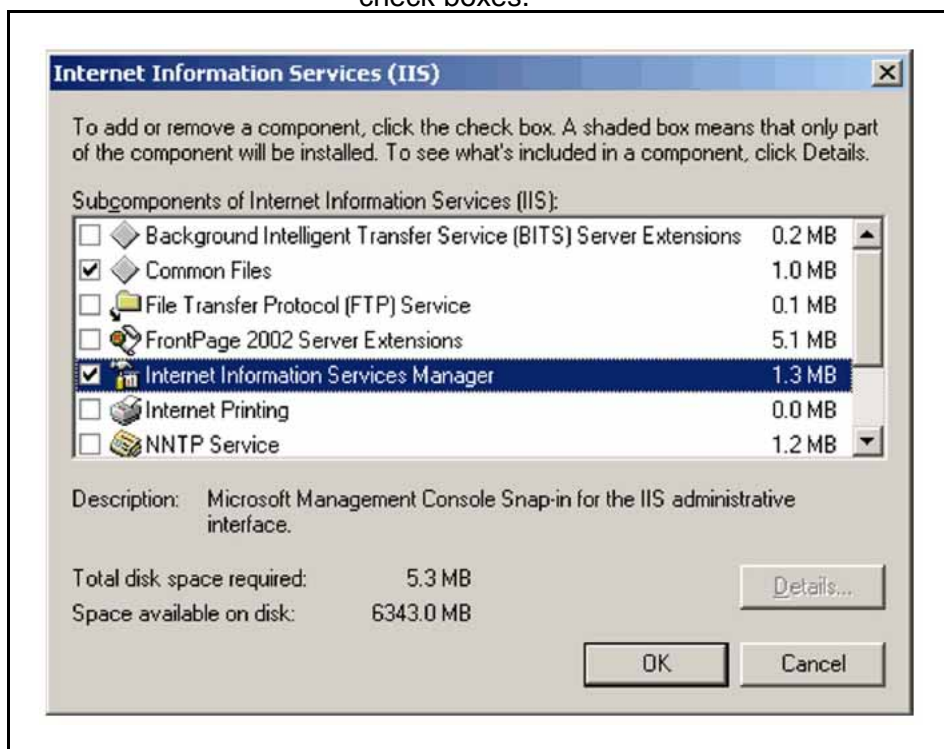 check boxes.
Internet Information Services (IIS)
To add or remove a component, click the check box. A shaded box means that only part
of the component will be installed. To see what's included in a component, click Details.
Subcomponents of Internet Information Services (IIS):
Background Intelligent Transfer Service (BITS) Server Extensions 0.2 MB
Common Files 1.0 MB
File Transfer Protocol (FTP) Service 0.1 MB
FrontPage 2002 Server Extensions 5.1 MB
Internet Information Services Manager 1.3 MB
Internet Printing 0.0 MB
NNTP Service 1.2 MB
Description: Microsoft Management Console Snap-in for the IIS administrative
interface.
Total disk space required: 5.3 MB
Details...
Space available on disk: 6343.0 MB
OK Cancel